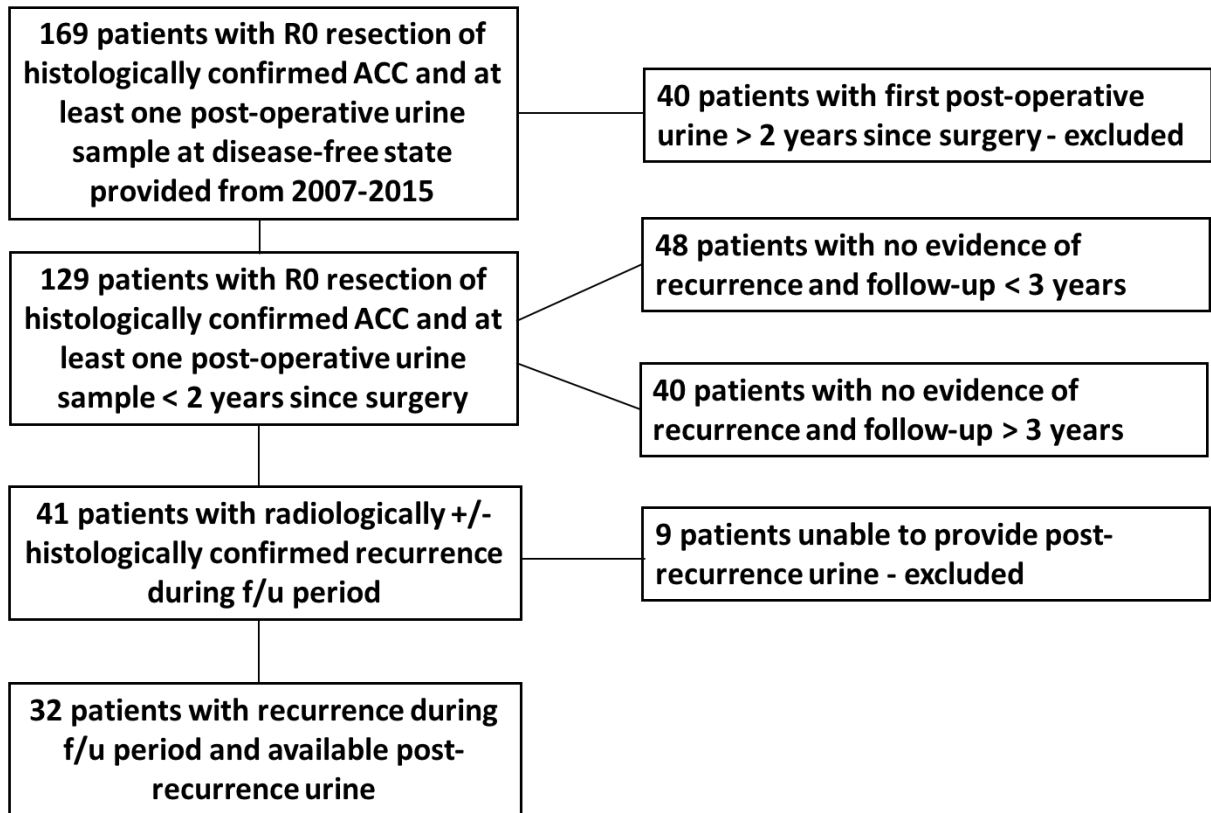 169 patients with R0 resection of
histologically confirmed ACC and at
least one post-operative urine
sample at disease-free state
provided from 2007-2015
40 patients with first post-operative
urine > 2 years since surgery - excluded
129 patients with R0 resection of
histologically confirmed ACC and at
least one post-operative urine
sample < 2 years since surgery
48 patients with no evidence of
recurrence and follow-up < 3 years
40 patients with no evidence of
recurrence and follow-up > 3 years
41 patients with radiologically +/-
histologically confirmed recurrence
during f/u period
9 patients unable to provide post-
recurrence urine - excluded
32 patients with recurrence during
f/u period and available post-
recurrence urine